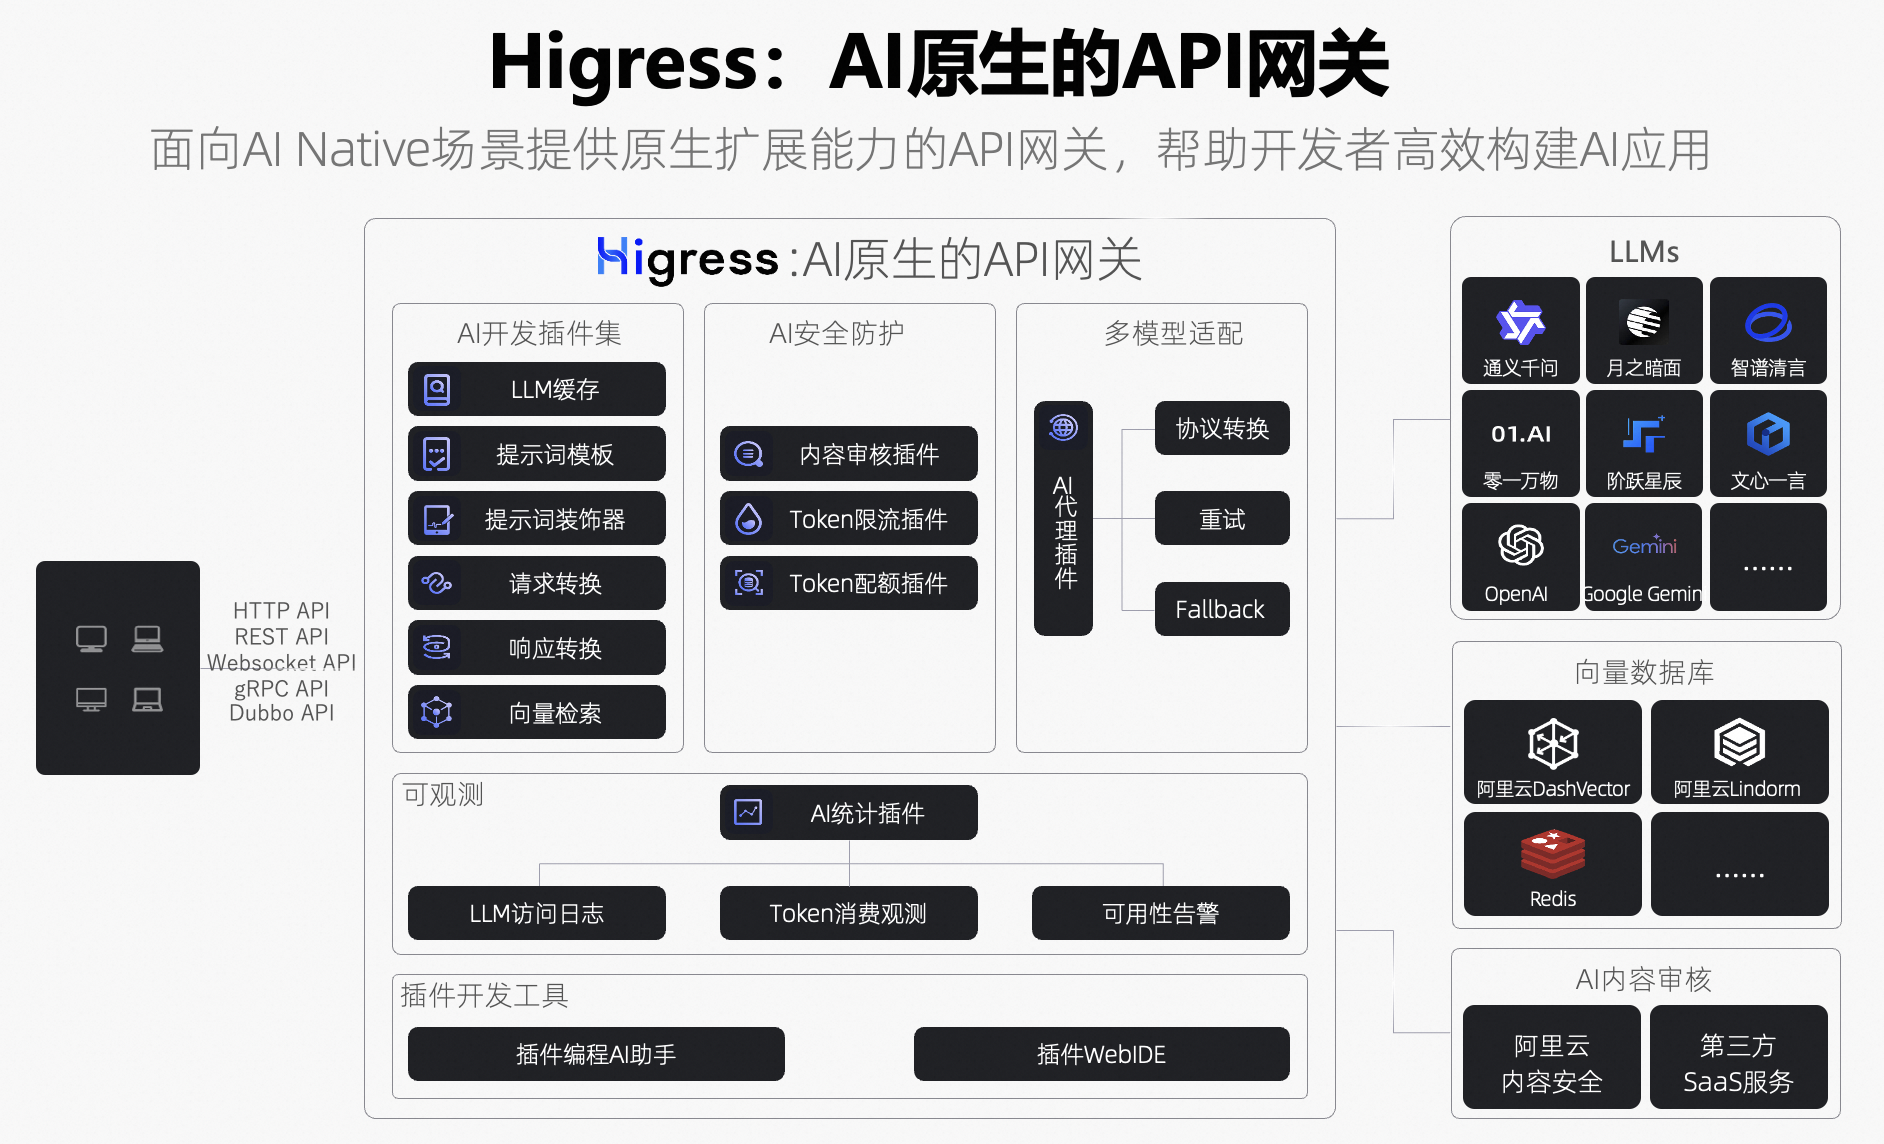 Higress：AI原生的API网关
面向AI Native场景提供原生扩展能力的API网关，帮助开发者高效构建AI应用
HTTP API
REST API
Websocket API
gRPC API
Dubbo API
Higress:AI原生的API网关
AI开发插件集
LLM缓存
提示词模板
提示词装饰器
请求转换
响应转换
向量检索
AI安全防护
内容审核插件
Token限流插件
Token配额插件
多模型适配
AI代理插件
协议转换
重试
Fallback
可观测
AI统计插件
LLM访问日志
Token消费观测
可用性告警
插件开发工具
插件编程AI助手
插件WebIDE
LLMs
通义千问
月之暗面
智谱清言
01.AI
零一万物
阶跃星辰
文心一言
OpenAI
Gemini
Google Gemin
......
向量数据库
阿里云DashVector
阿里云Lindorm
Redis
......
AI内容审核
阿里云
内容安全
第三方
SaaS服务